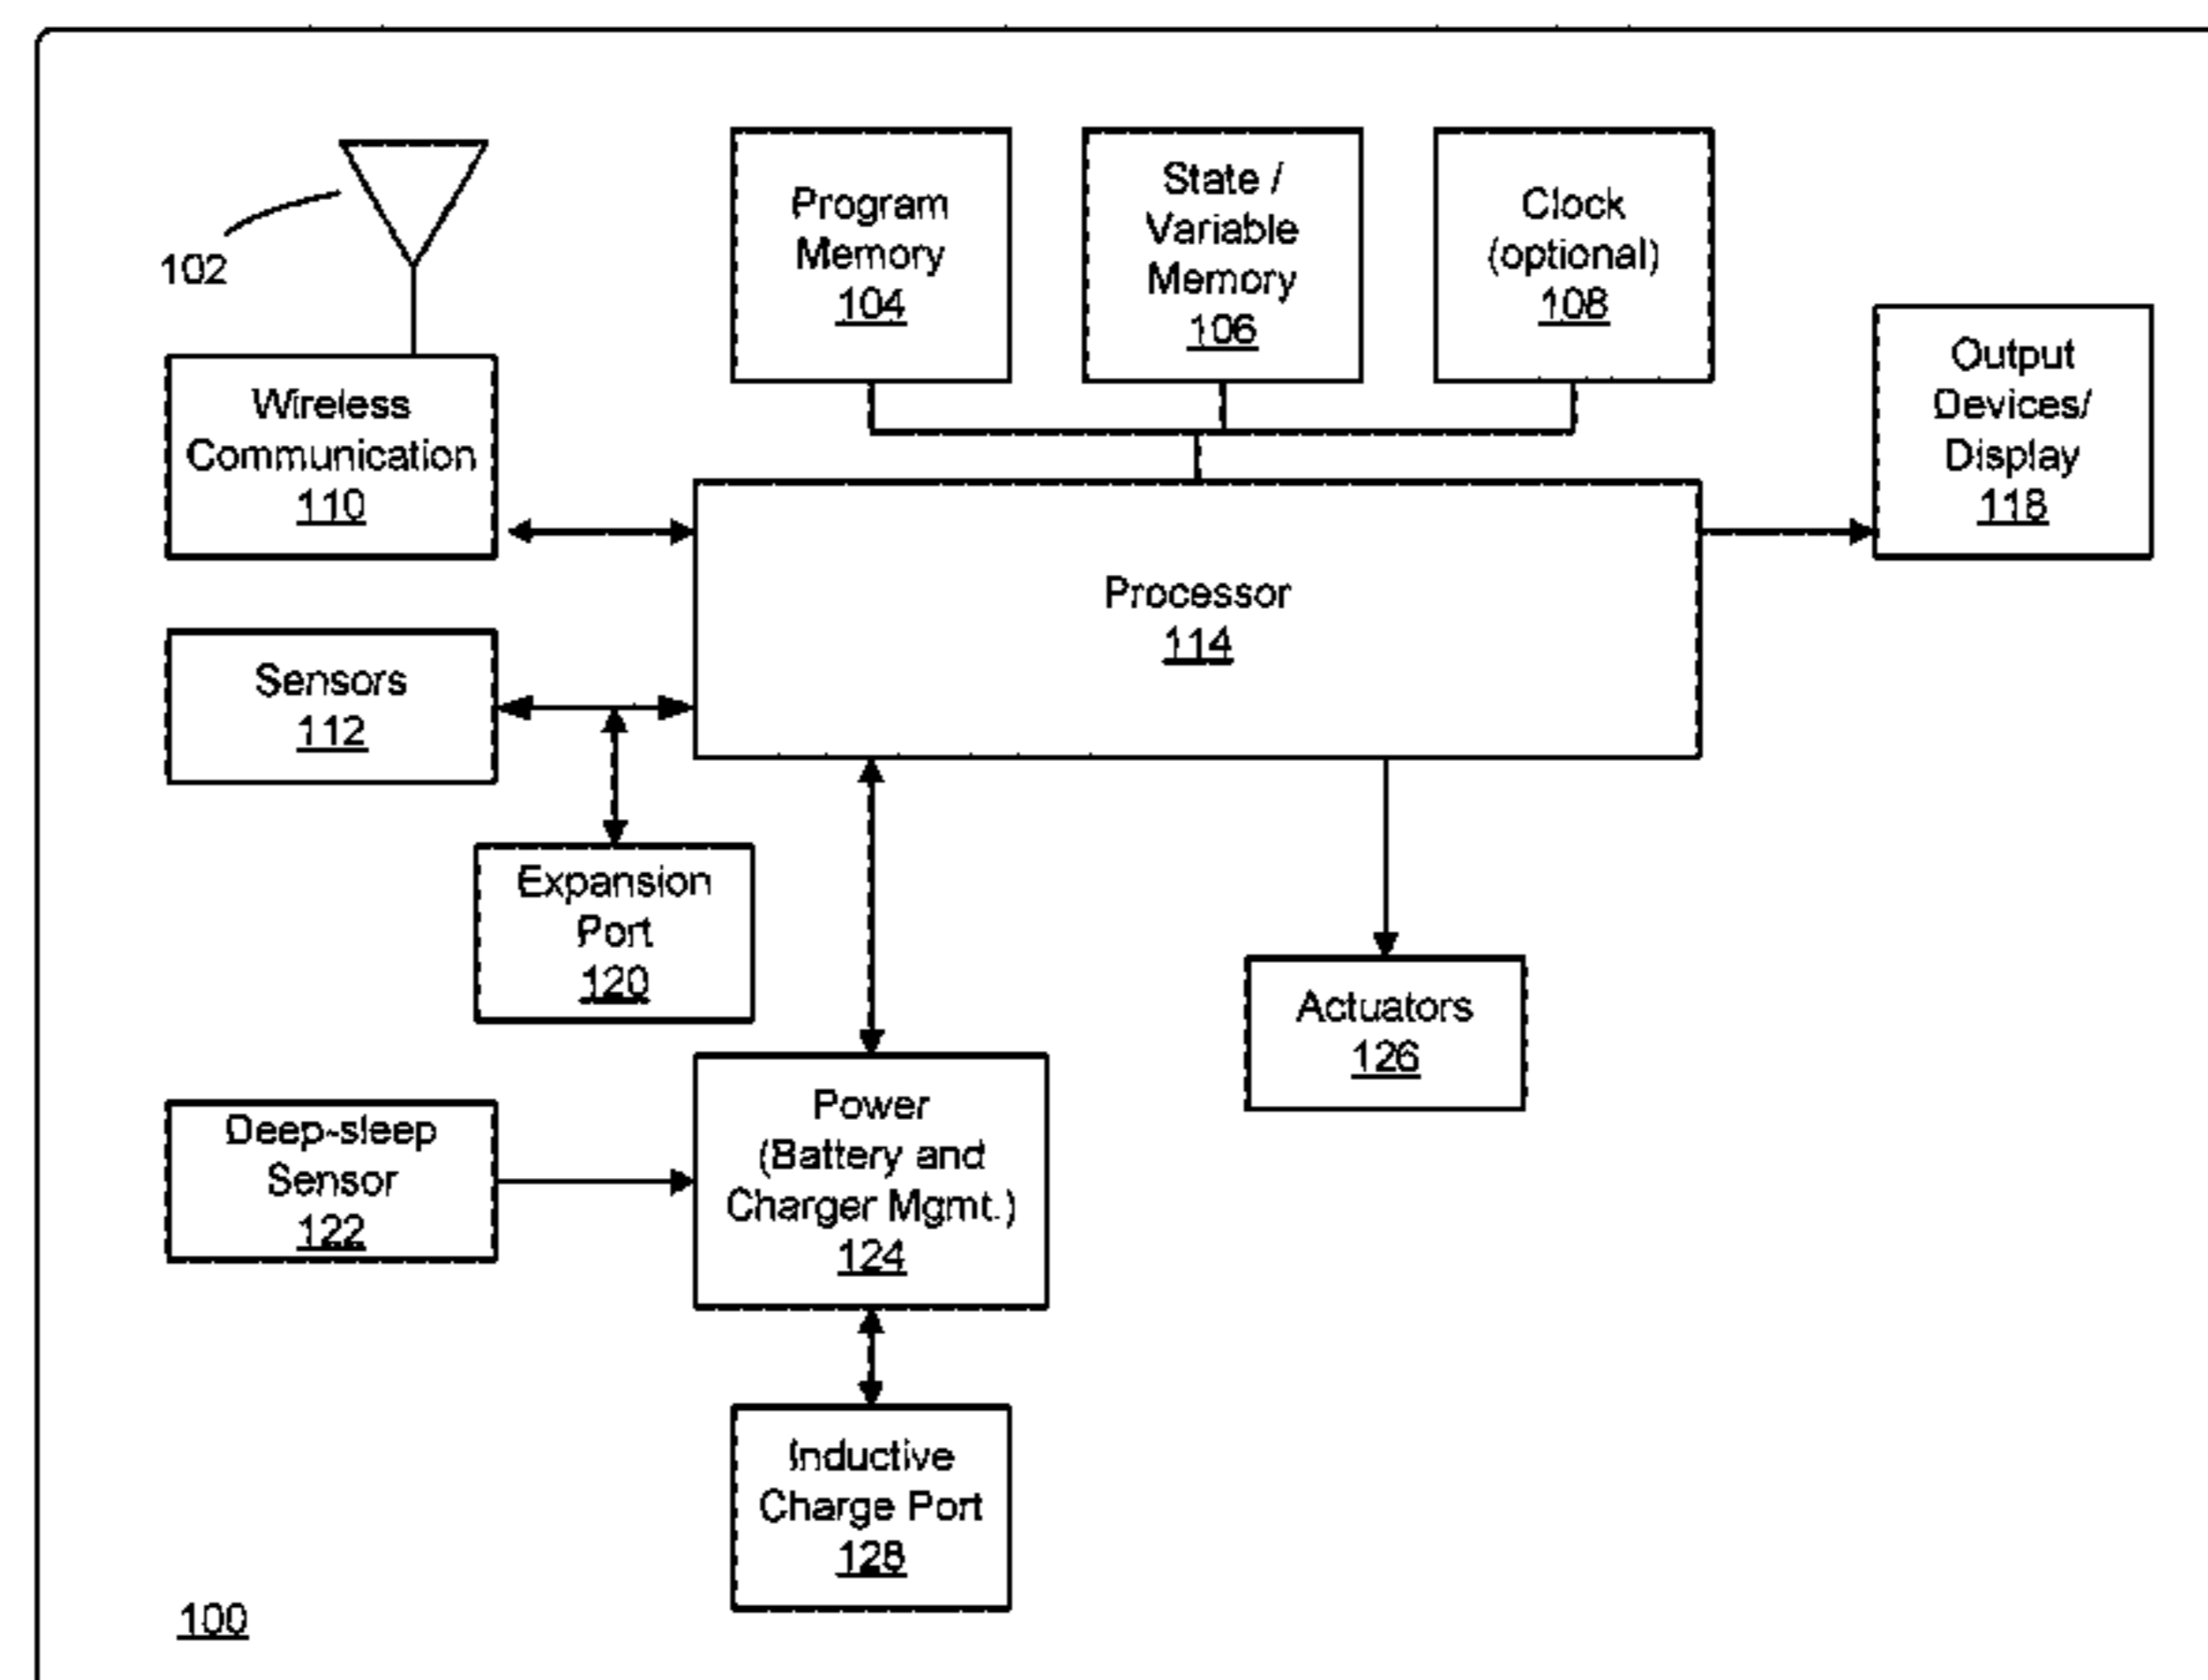 102
Program
Memory
104
State /
Variable
Memory
106
Clock
(optional)
108
Wireless
Communication
110
Output
Devices/
Display
118
Processor
114
Sensors
112
Expansion
Port
120
Actuators
126
Deep-sleep
Sensor
122
Power
(Battery and
Charger Mgmt.)
124
Inductive
Charge Port
128
100